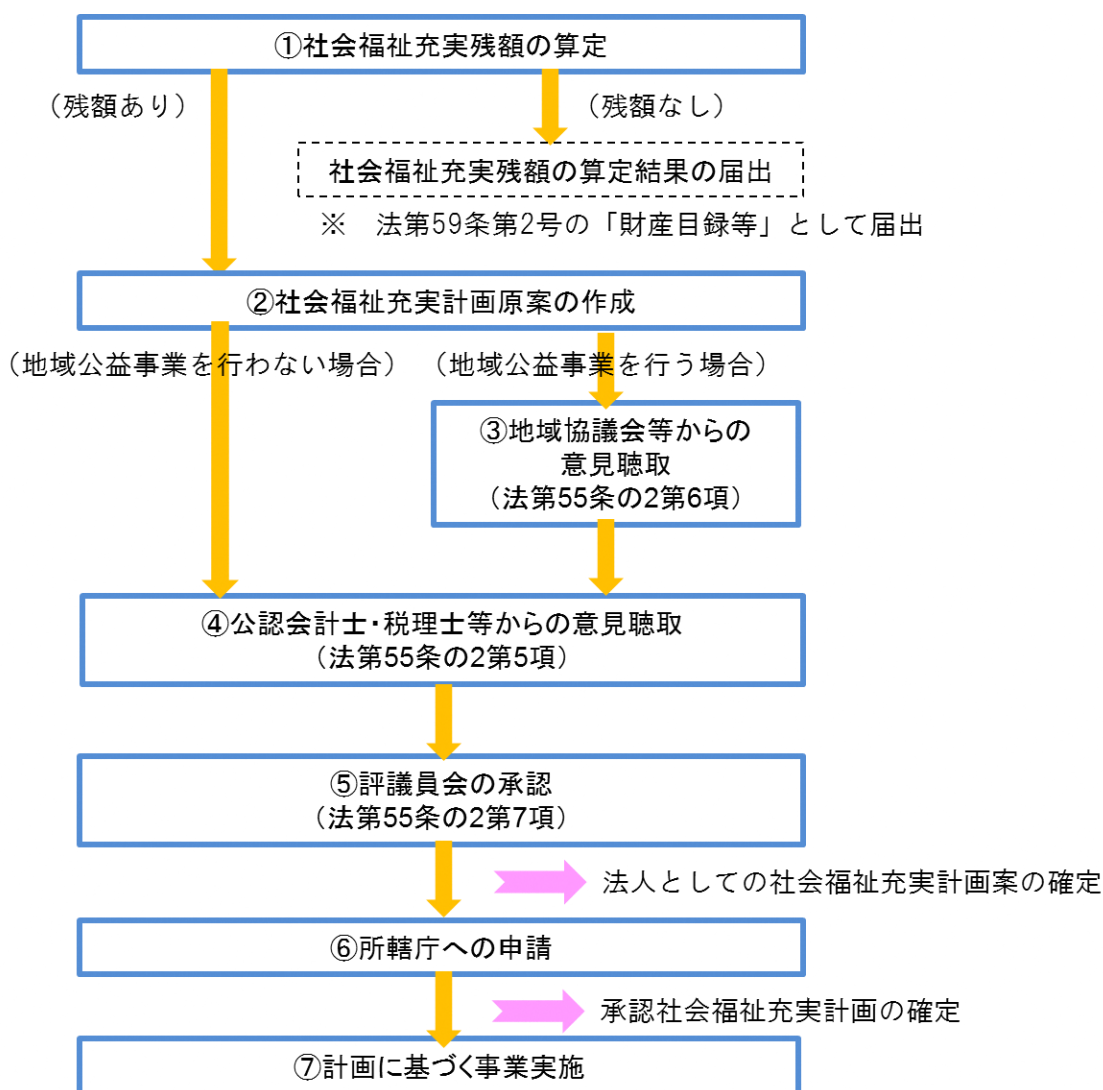 ①社会福祉充実残額の算定
（残額あり）
（残額なし）
社会福祉充実残額の算定結果の届出
※　法第59条第2号の「財産目録等」として届出
②社会福祉充実計画原案の作成
（地域公益事業を行わない場合）
（地域公益事業を行う場合）
③地域協議会等からの
意見聴取
（法第55条の2第6項）
④公認会計士・税理士等からの意見聴取
（法第55条の2第5項）
⑤評議員会の承認
（法第55条の2第7項）
法人としての社会福祉充実計画案の確定
⑥所轄庁への申請
承認社会福祉充実計画の確定
⑦計画に基づく事業実施